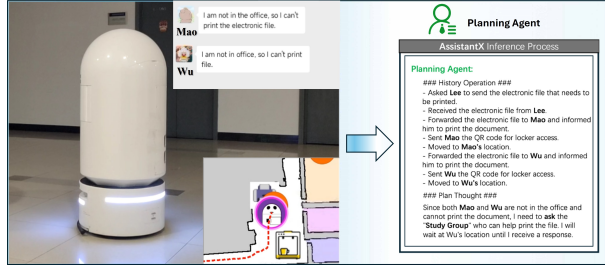 I am not in the office, so I can't
print the electronic file.
Mao
I am not in the office, so I can't print
file.
Wu
Planning Agent
AssistantX Inference Process
Planning Agent:
### History Operation ###
- Asked Lee to send the electronic file that needs to
be printed.
- Received the electronic file from Lee.
- Forwarded the electronic file to Mao and informed
him to print the document.
- Sent Mao the QR code for locker access.
- Moved to Mao's location.
- Forwarded the electronic file to Wu and informed
him to print the document.
- Sent Wu the QR code for locker access.
- Moved to Wu's location.
### Plan Thought ###
Since both Mao and Wu are not in the office and
cannot print the document, I need to ask the
"Study Group" who can help print the file. I will
wait at Wu's location until I receive a response.